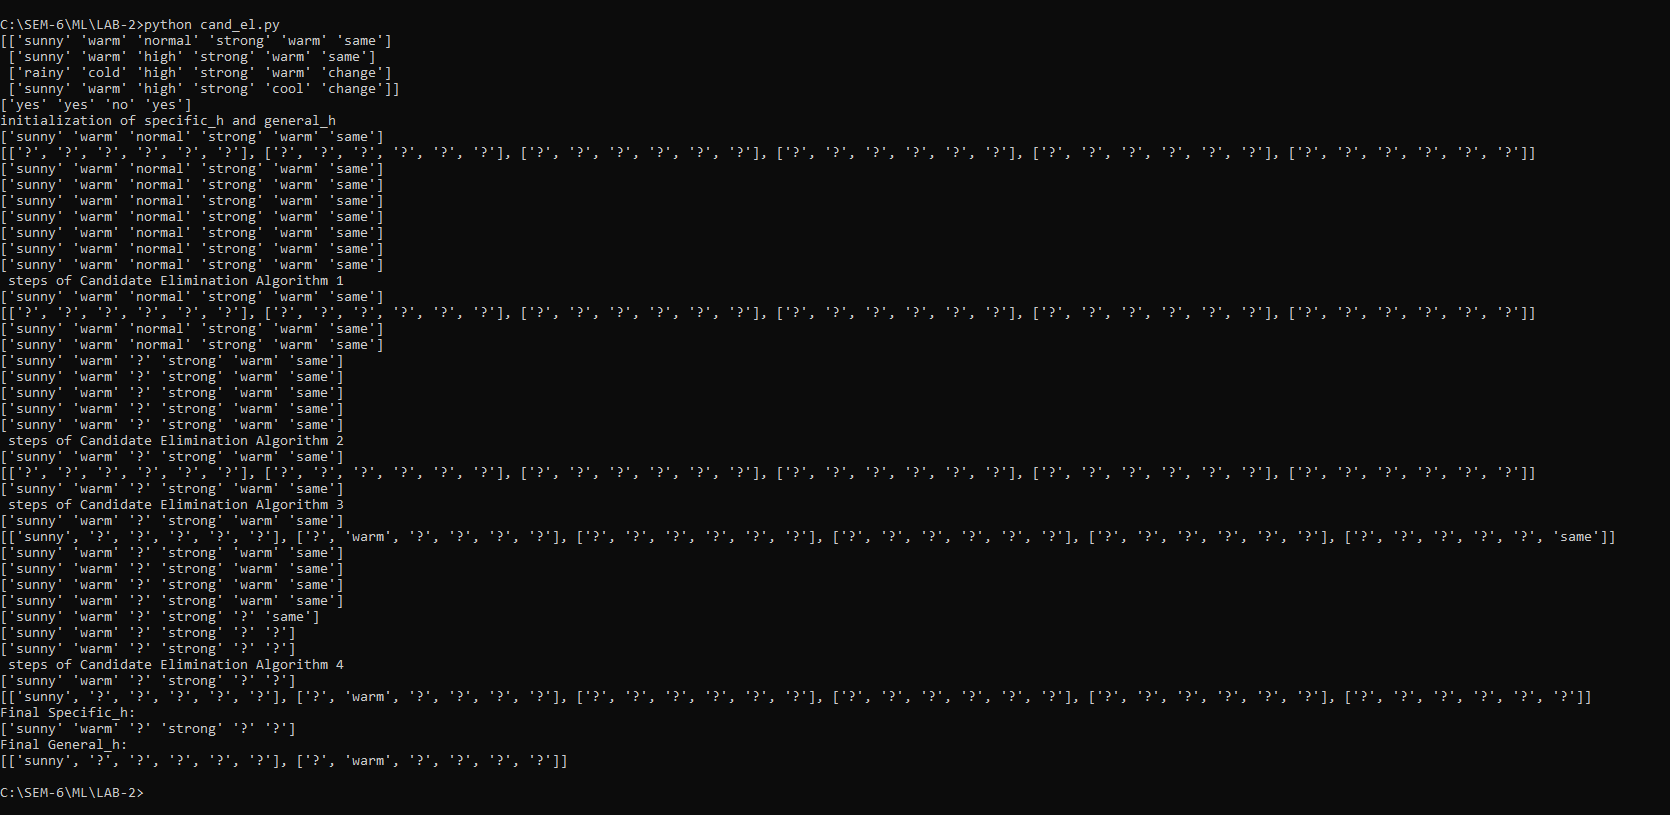 C:\SEM-6\ML\LAB-2>python cand_el.py
[['sunny' 'warm' 'normal' 'strong' 'warm' 'same']
 ['sunny' 'warm' 'high' 'strong' 'warm' 'same']
 ['rainy' 'cold' 'high' 'strong' 'warm' 'change']
 ['sunny' 'warm' 'high' 'strong' 'cool' 'change']]
['yes' 'yes' 'no' 'yes']
initialization of specific_h and general_h
['sunny' 'warm' 'normal' 'strong' 'warm' 'same']
[['?', '?', '?', '?', '?', '?'], ['?', '?', '?', '?', '?', '?'], ['?', '?', '?', '?', '?', '?'], ['?', '?', '?', '?', '?', '?'], ['?', '?', '?', '?', '?', '?'], ['?', '?', '?', '?', '?', '?']]
['sunny' 'warm' 'normal' 'strong' 'warm' 'same']
['sunny' 'warm' 'normal' 'strong' 'warm' 'same']
['sunny' 'warm' 'normal' 'strong' 'warm' 'same']
['sunny' 'warm' 'normal' 'strong' 'warm' 'same']
['sunny' 'warm' 'normal' 'strong' 'warm' 'same']
['sunny' 'warm' 'normal' 'strong' 'warm' 'same']
['sunny' 'warm' 'normal' 'strong' 'warm' 'same']
 steps of Candidate Elimination Algorithm 1
['sunny' 'warm' 'normal' 'strong' 'warm' 'same']
[['?', '?', '?', '?', '?', '?'], ['?', '?', '?', '?', '?', '?'], ['?', '?', '?', '?', '?', '?'], ['?', '?', '?', '?', '?', '?'], ['?', '?', '?', '?', '?', '?'], ['?', '?', '?', '?', '?', '?']]
['sunny' 'warm' 'normal' 'strong' 'warm' 'same']
['sunny' 'warm' 'normal' 'strong' 'warm' 'same']
['sunny' 'warm' '?' 'strong' 'warm' 'same']
['sunny' 'warm' '?' 'strong' 'warm' 'same']
['sunny' 'warm' '?' 'strong' 'warm' 'same']
['sunny' 'warm' '?' 'strong' 'warm' 'same']
['sunny' 'warm' '?' 'strong' 'warm' 'same']
 steps of Candidate Elimination Algorithm 2
['sunny' 'warm' '?' 'strong' 'warm' 'same']
[['?', '?', '?', '?', '?', '?'], ['?', '?', '?', '?', '?', '?'], ['?', '?', '?', '?', '?', '?'], ['?', '?', '?', '?', '?', '?'], ['?', '?', '?', '?', '?', '?'], ['?', '?', '?', '?', '?', '?']]
['sunny' 'warm' '?' 'strong' 'warm' 'same']
 steps of Candidate Elimination Algorithm 3
['sunny' 'warm' '?' 'strong' 'warm' 'same']
[['sunny', '?', '?', '?', '?', '?'], ['?', 'warm', '?', '?', '?', '?'], ['?', '?', '?', '?', '?', '?'], ['?', '?', '?', '?', '?', '?'], ['?', '?', '?', '?', '?', '?'], ['?', '?', '?', '?', '?', 'same']]
['sunny' 'warm' '?' 'strong' 'warm' 'same']
['sunny' 'warm' '?' 'strong' 'warm' 'same']
['sunny' 'warm' '?' 'strong' 'warm' 'same']
['sunny' 'warm' '?' 'strong' 'warm' 'same']
['sunny' 'warm' '?' 'strong' '?' 'same']
['sunny' 'warm' '?' 'strong' '?' '?']
['sunny' 'warm' '?' 'strong' '?' '?']
 steps of Candidate Elimination Algorithm 4
['sunny' 'warm' '?' 'strong' '?' '?']
[['sunny', '?', '?', '?', '?', '?'], ['?', 'warm', '?', '?', '?', '?'], ['?', '?', '?', '?', '?', '?'], ['?', '?', '?', '?', '?', '?'], ['?', '?', '?', '?', '?', '?'], ['?', '?', '?', '?', '?', '?']]
Final Specific_h:
['sunny' 'warm' '?' 'strong' '?' '?']
Final General_h:
[['sunny', '?', '?', '?', '?', '?'], ['?', 'warm', '?', '?', '?', '?']]
C:\SEM-6\ML\LAB-2>